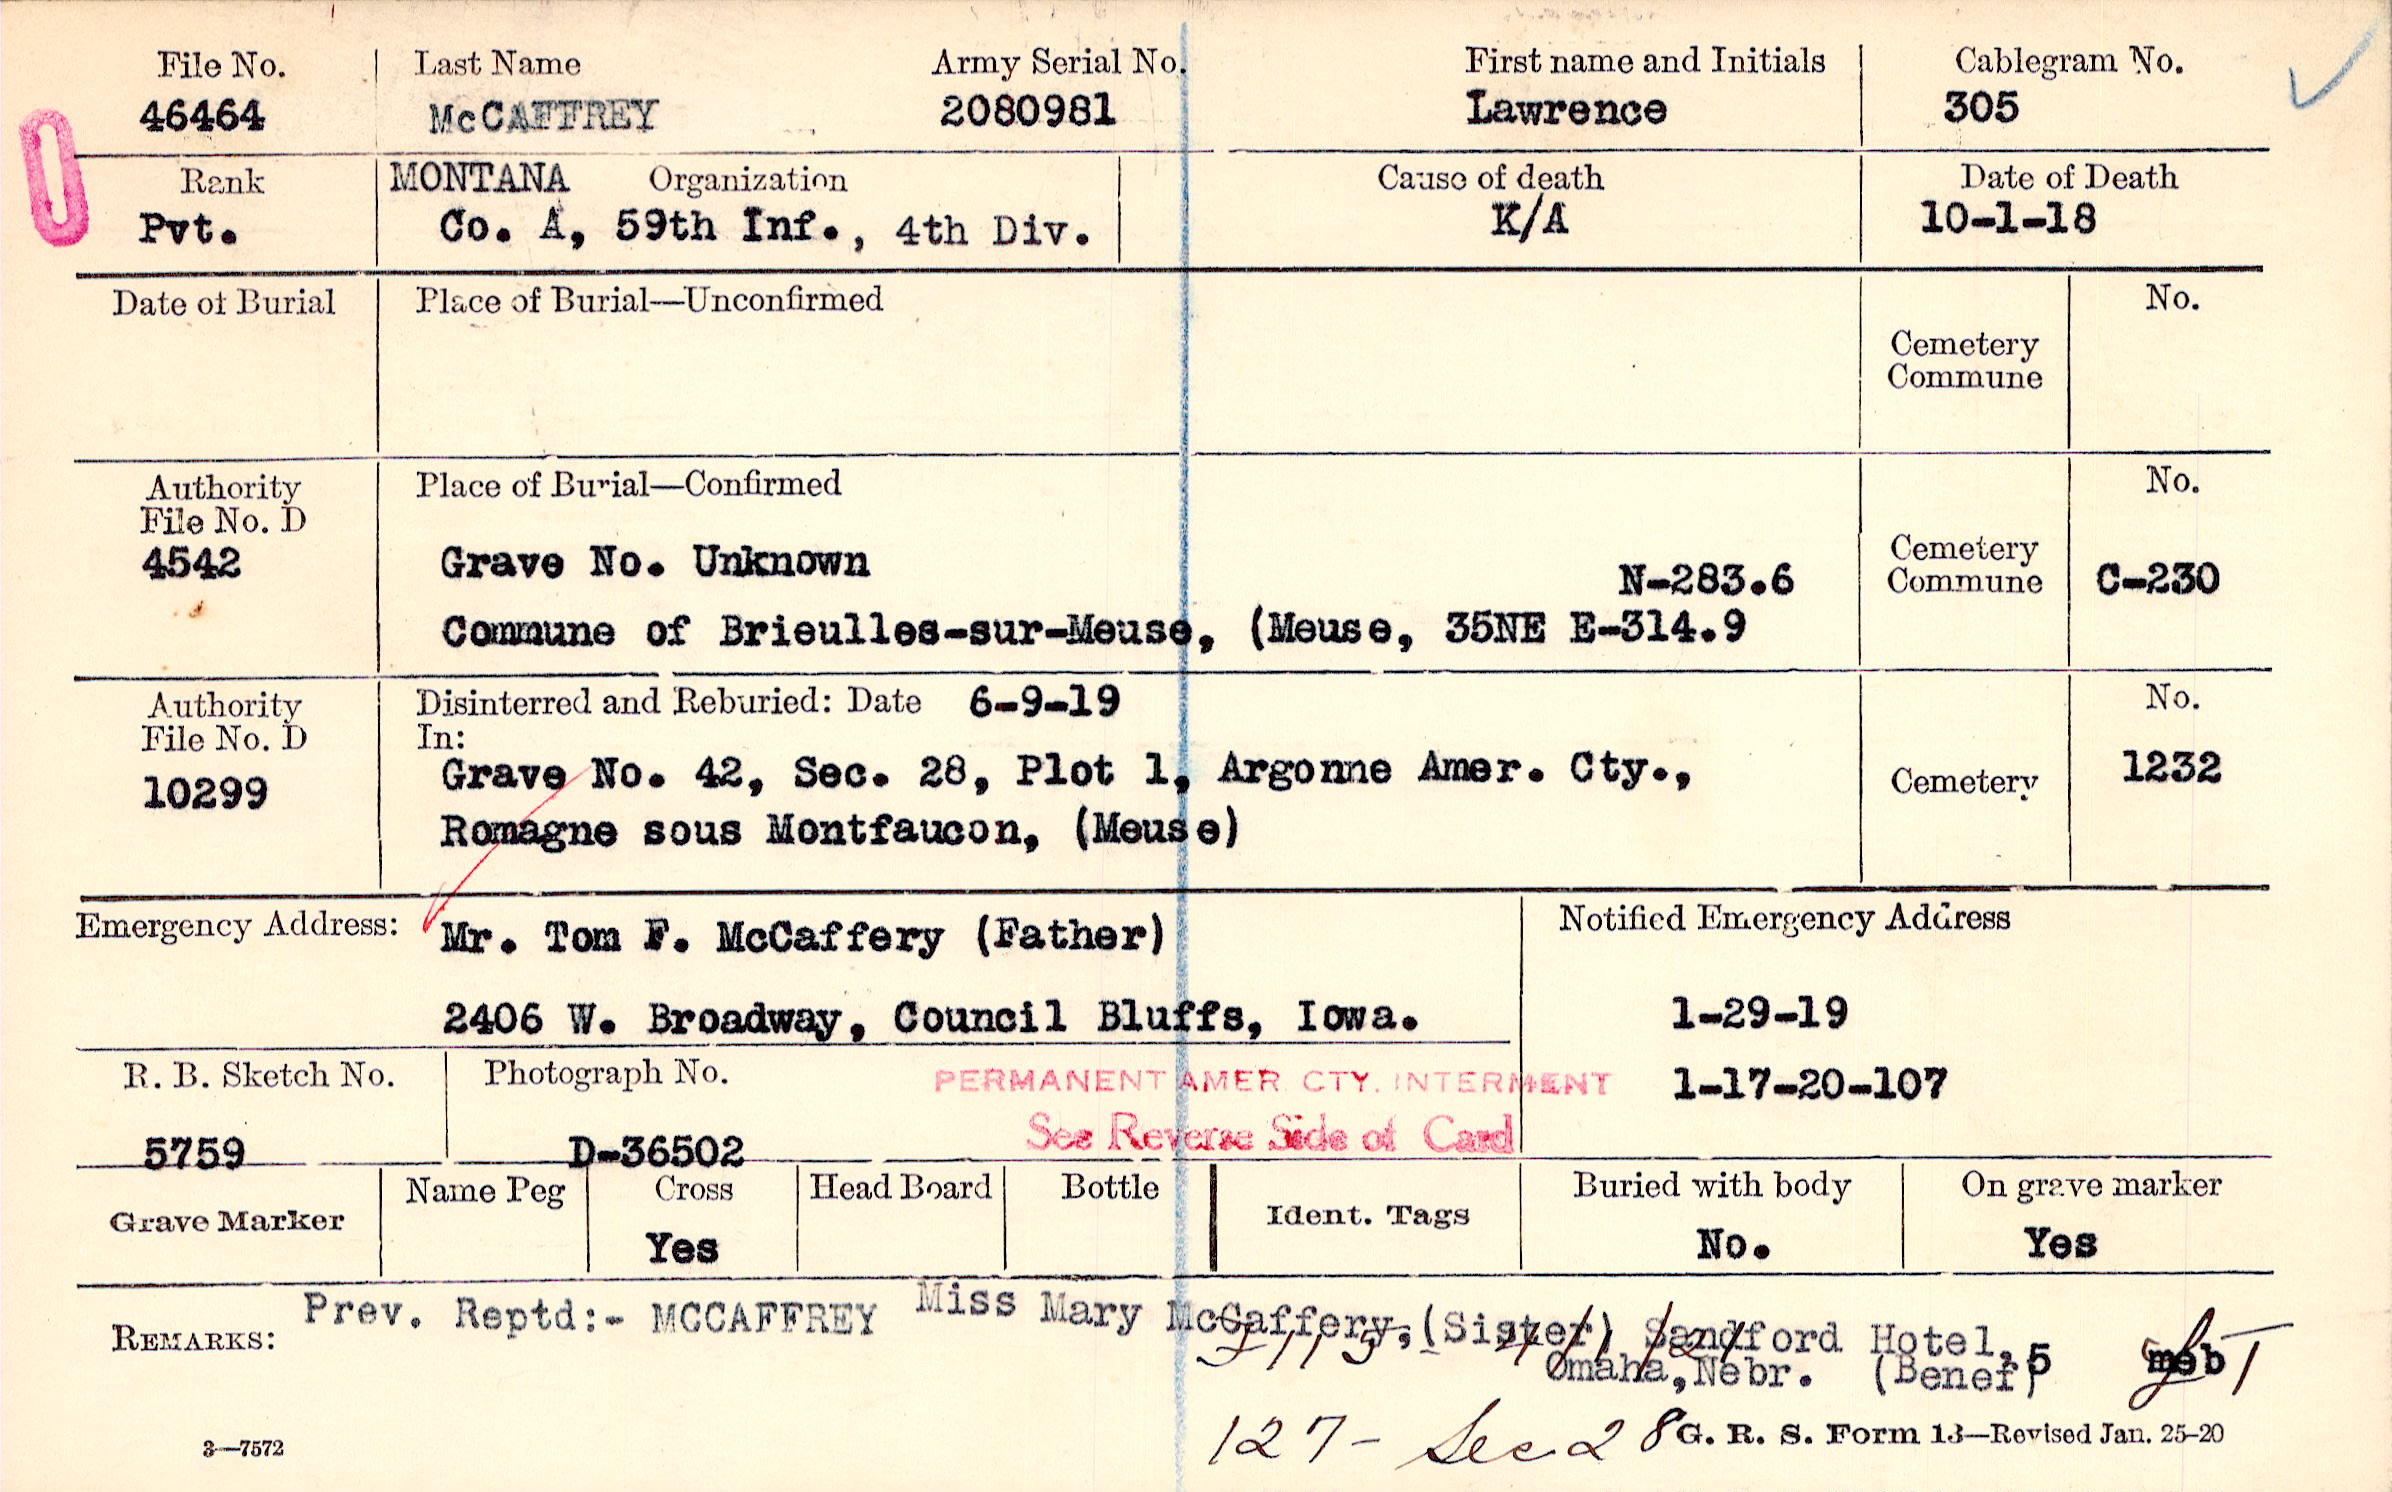 File No. Last Name Army Serial No. First name and Initials Cablegram No.
46464 McCAFFREY 2080981 Lawrence 305
Rank MONTANA Organization Cause of death Date of Death
Pvt. Co. A, 59th Inf., 4th Div. K/A 10-1-18
Date of Burial Place of Burial—Unconfirmed No.
Cemetery
Commune
Authority Place of Burial—Confirmed No.
File No. D
4542 Grave No. Unknown N-283.6 Cemetery
Commune C-230
Commune of Brieulles-sur-Meuse, (Meuse, 35NE E-314.9
Authority Disinterred and Reburied: Date 6-9-19 No.
File No. D In:
10299 Grave No. 42, Sec. 28, Plot 1, Argonne Amer. Cty., Cemetery 1232
Romagne sous Montfaucon, (Meuse)
Emergency Address: Mr. Tom F. McCaffery (Father) Notified Emergency Address
2406 W. Broadway, Council Bluffs, Iowa. 1-29-19
R. B. Sketch No. Photograph No. PERMANENT AMER. CTY. INTERMENT 1-17-20-107
See Reverse Side of Card
5759 D-36502
Grave Marker Name Peg Cross Head Board Bottle Ident. Tags Buried with body On grave marker
Yes No. Yes
REMARKS: Prev. Reptd:- MCCAFFREY Miss Mary McCaffery,(Sister) Sandford Hotel,
Omaha,Nebr. (Benef) 5 meb
127- Sec 28
3—7572 G. R. S. Form 13—Revised Jan. 25-20